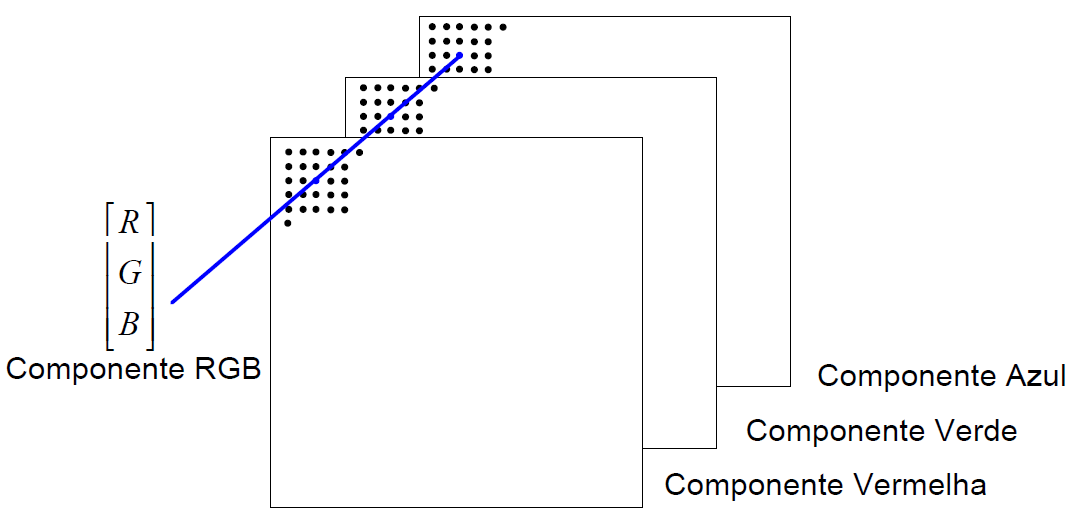 R
G
B
Componente RGB
Componente Azul
Componente Verde
Componente Vermelha